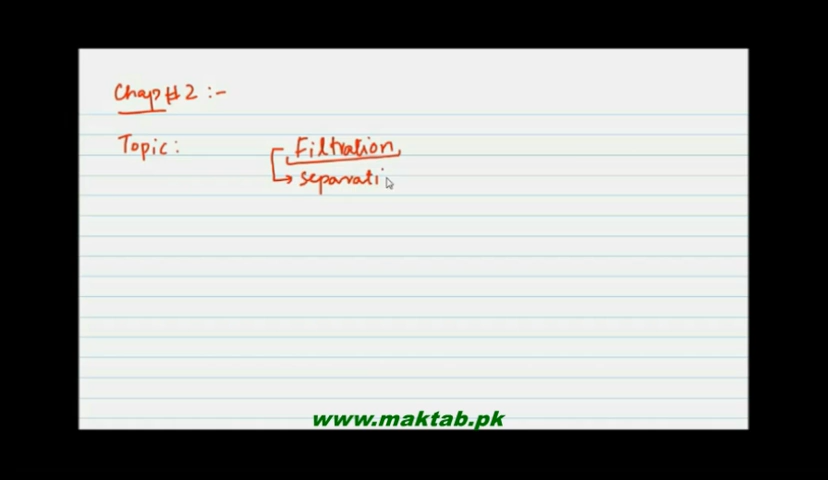 Chap # 2 :-
Topic: Filtration
→ separati
www.maktab.pk